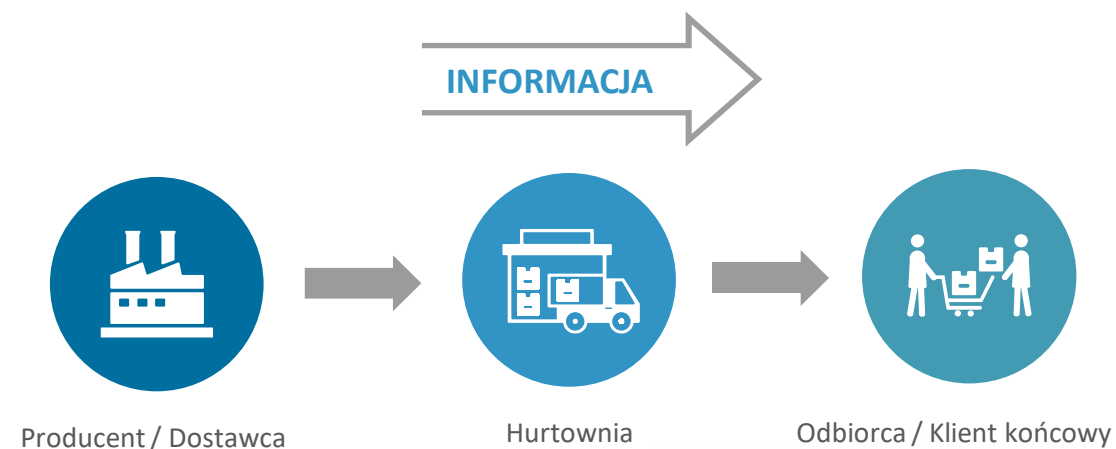 INFORMACJA
Producent / Dostawca
Hurtownia
Odbiorca / Klient końcowy